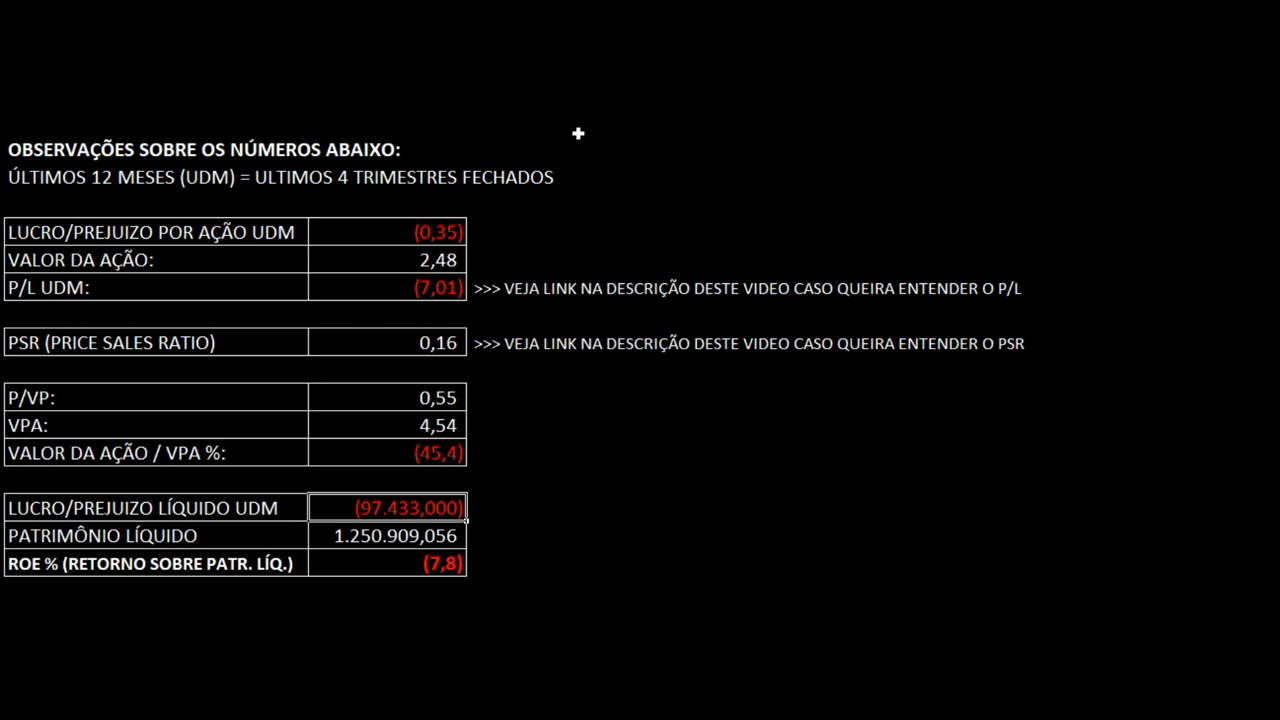 OBSERVAÇÕES SOBRE OS NÚMEROS ABAIXO:
ÚLTIMOS 12 MESES (UDM) = ULTIMOS 4 TRIMESTRES FECHADOS
LUCRO/PREJUIZO POR AÇÃO UDM (0,35)
VALOR DA AÇÃO: 2,48
P/L UDM: (7,01) >>> VEJA LINK NA DESCRIÇÃO DESTE VIDEO CASO QUEIRA ENTENDER O P/L
PSR (PRICE SALES RATIO) 0,16 >>> VEJA LINK NA DESCRIÇÃO DESTE VIDEO CASO QUEIRA ENTENDER O PSR
P/VP: 0,55
VPA: 4,54
VALOR DA AÇÃO / VPA %: (45,4)
LUCRO/PREJUIZO LÍQUIDO UDM (97.433,000)
PATRIMÔNIO LÍQUIDO 1.250.909,056
ROE % (RETORNO SOBRE PATR. LÍQ.) (7,8)